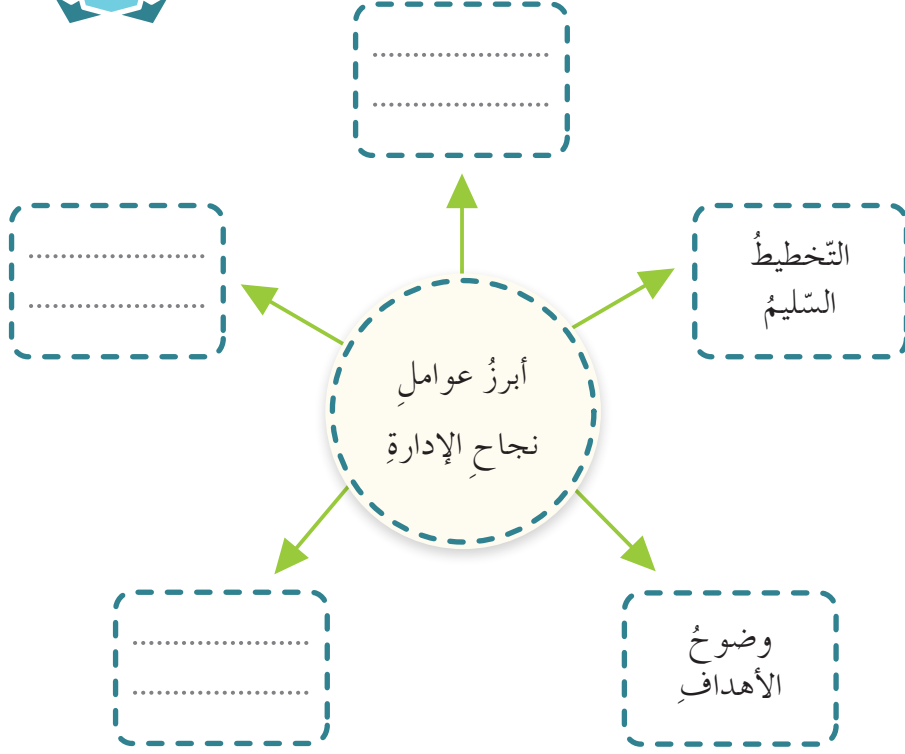 التّخطيطُ
السّليمُ
أبرزُ عواملِ
نجاحِ الإدارةِ
وضوحُ
الأهدافِ